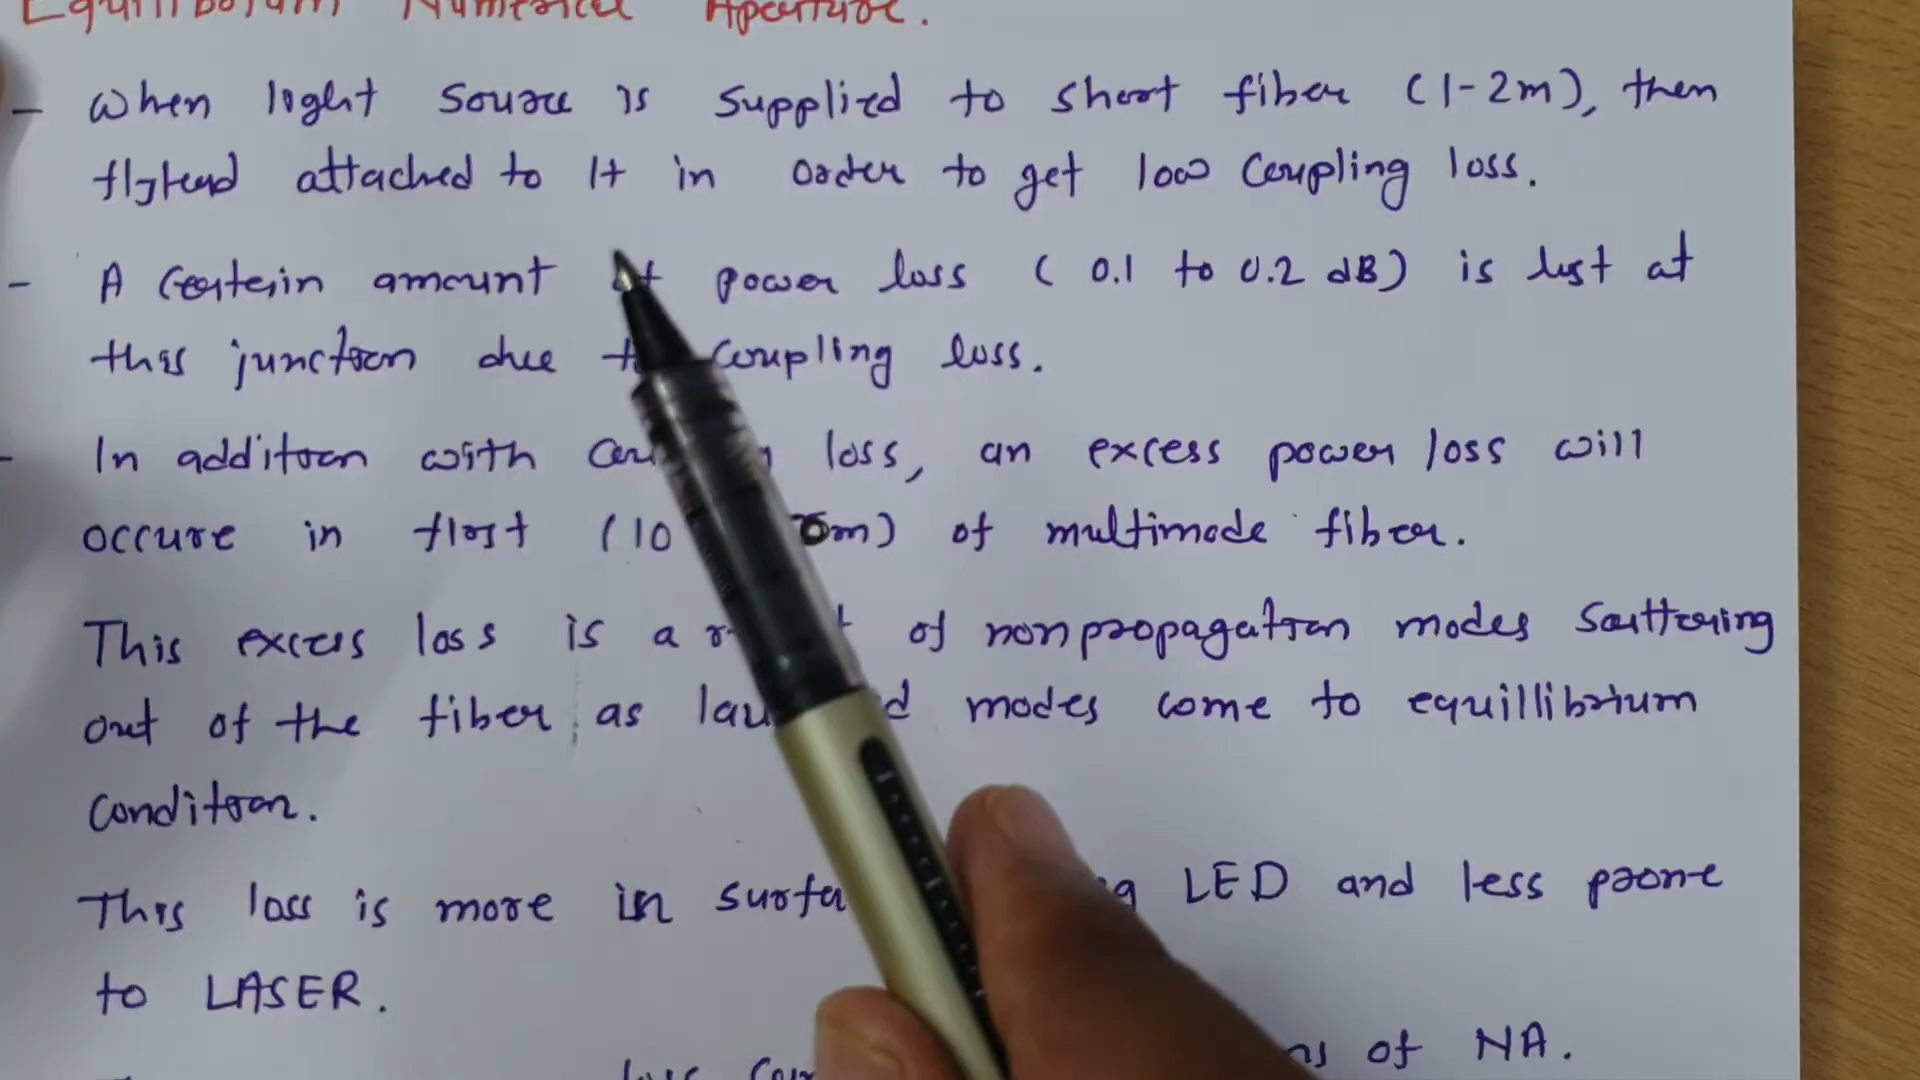 Equilibrium Numerical Aperture.
- When light source is supplied to short fiber (1-2m), then
flylead attached to it in order to get low coupling loss.
- A certain amount of power loss ( 0.1 to 0.2 dB) is lost at
this junction due coupling loss.
- In addition with loss, an excess power loss will
occure in first (10 m) of multimode fiber.
This excess loss is a of nonpropagation modes scattering
out of the fiber as modes come to equillibrium
condition.
This loss is more in LED and less prone
to LASER.
of NA.